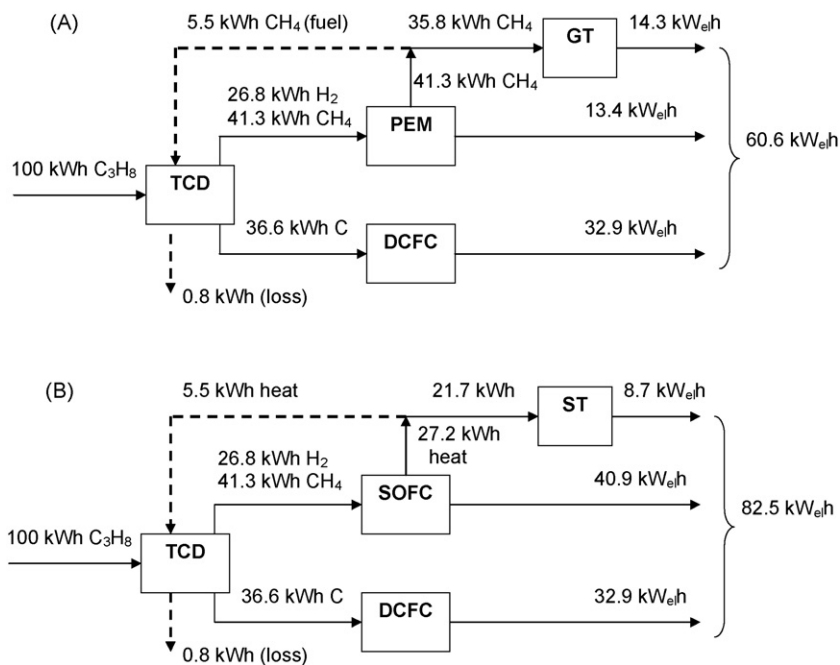 (A)
5.5 kWh CH₄ (fuel)
35.8 kWh CH₄
GT
14.3 kWₑₗh
41.3 kWh CH₄
26.8 kWh H₂
41.3 kWh CH₄
PEM
13.4 kWₑₗh
60.6 kWₑₗh
100 kWh C₃H₈
TCD
36.6 kWh C
DCFC
32.9 kWₑₗh
0.8 kWh (loss)
(B)
5.5 kWh heat
21.7 kWh
ST
8.7 kWₑₗh
27.2 kWh
heat
26.8 kWh H₂
41.3 kWh CH₄
SOFC
40.9 kWₑₗh
82.5 kWₑₗh
100 kWh C₃H₈
TCD
36.6 kWh C
DCFC
32.9 kWₑₗh
0.8 kWh (loss)